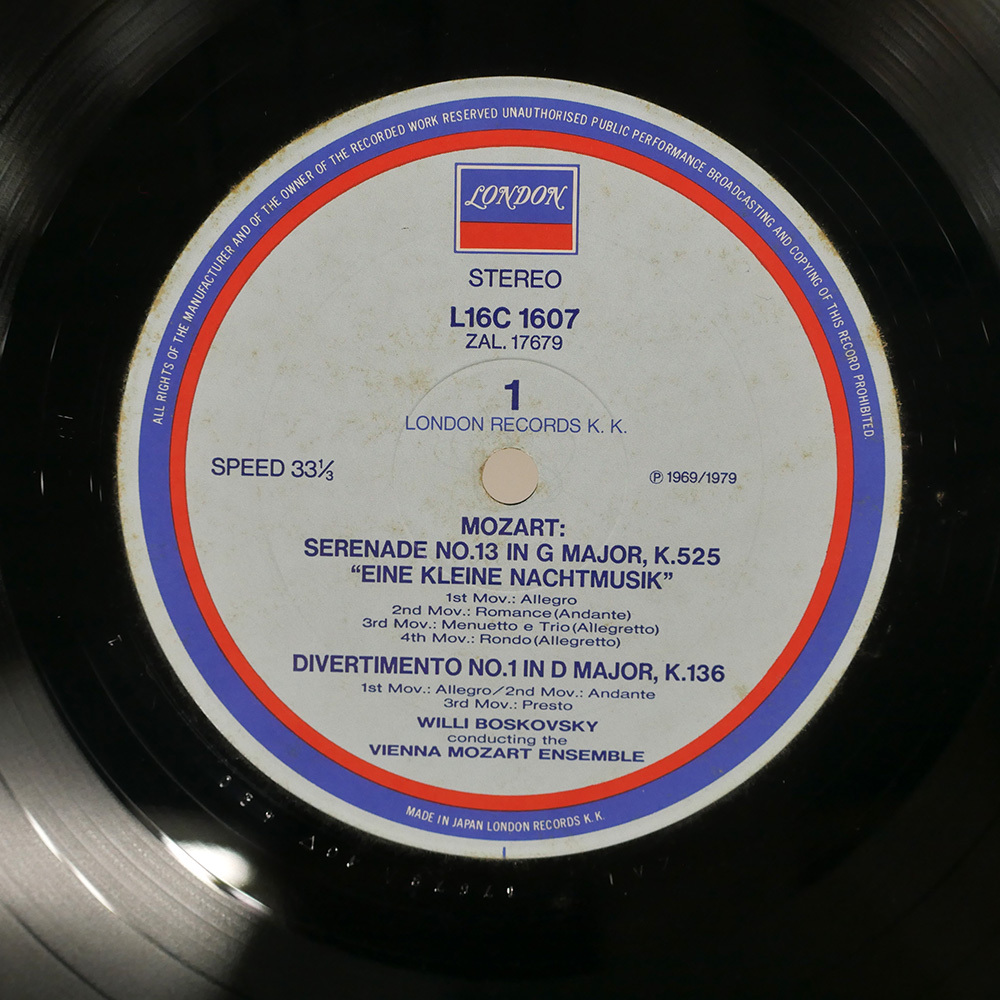 ALL RIGHTS OF THE MANUFACTURER AND OF THE OWNER OF THE RECORDED WORK RESERVED UNAUTHORISED PUBLIC PERFORMANCE BROADCASTING AND COPYING OF THIS RECORD PROHIBITED.
LONDON
STEREO
L16C 1607
ZAL. 17679
1
LONDON RECORDS K. K.
SPEED 33⅓
℗ 1969/1979
MOZART:
SERENADE NO.13 IN G MAJOR, K.525
“EINE KLEINE NACHTMUSIK”
1st Mov.: Allegro
2nd Mov.: Romance (Andante)
3rd Mov.: Menuetto e Trio (Allegretto)
4th Mov.: Rondo (Allegretto)
DIVERTIMENTO NO.1 IN D MAJOR, K.136
1st Mov.: Allegro/2nd Mov.: Andante
3rd Mov.: Presto
WILLI BOSKOVSKY
conducting the
VIENNA MOZART ENSEMBLE
MADE IN JAPAN LONDON RECORDS K. K.